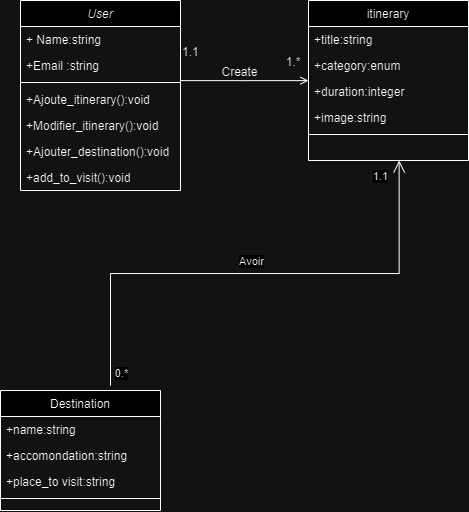 User
+ Name:string
+Email :string
+Ajoute_itinerary():void
+Modifier_itinerary():void
+Ajouter_destination():void
+add_to_visit():void
1.1
Create
1.*
itinerary
+title:string
+category:enum
+duration:integer
+image:string
1.1
Avoir
0.*
Destination
+name:string
+accomondation:string
+place_to visit:string